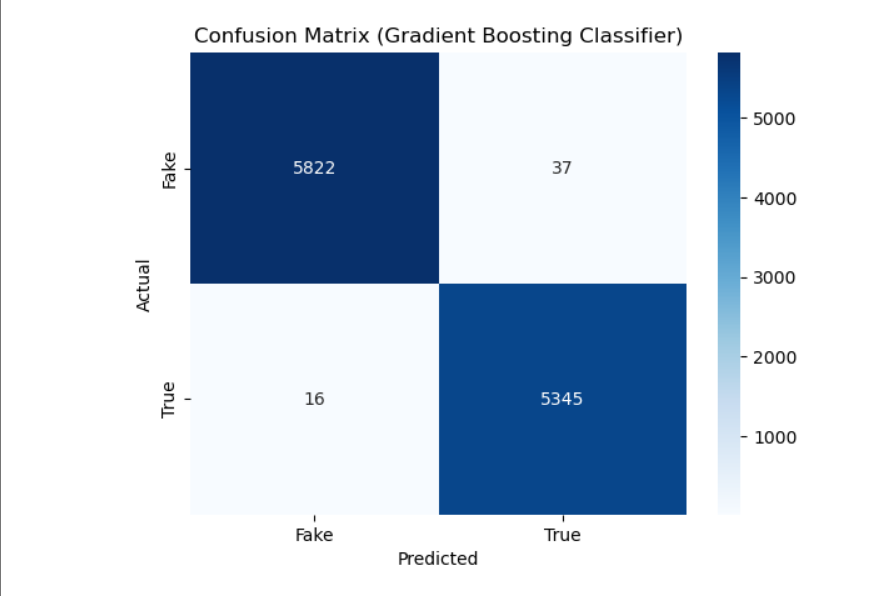 Confusion Matrix (Gradient Boosting Classifier)
Fake
5822
37
Actual
True
16
5345
Fake
True
Predicted
5000
4000
3000
2000
1000